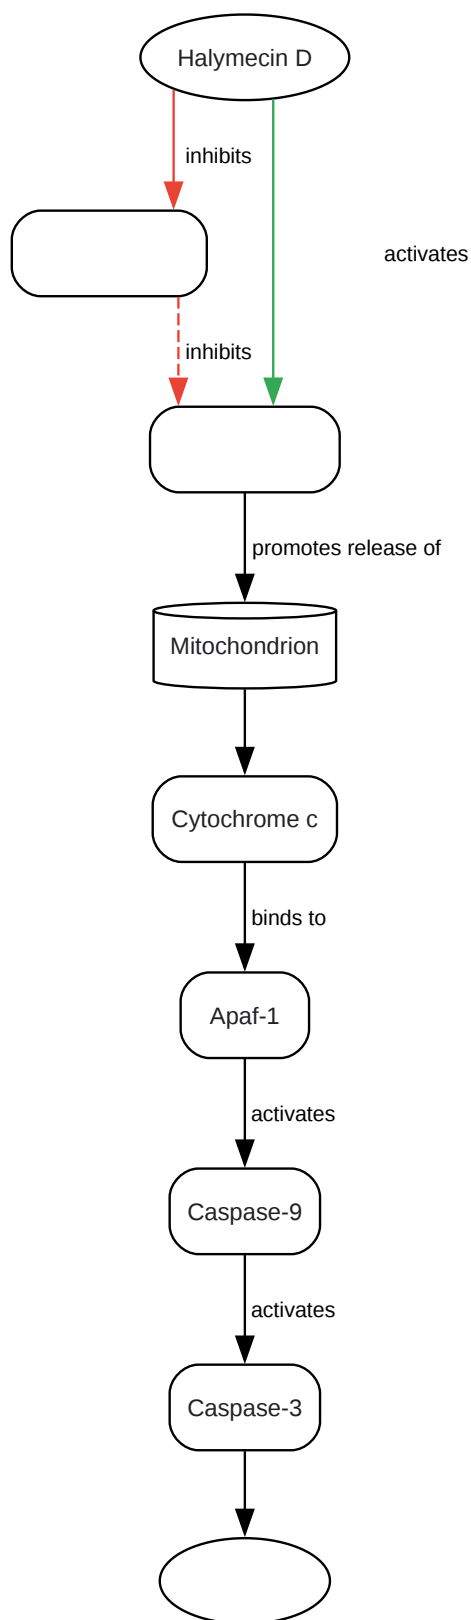 Halymecin D
inhibits
activates
inhibits
promotes release of
Mitochondrion
Cytochrome c
binds to
Apaf-1
activates
Caspase-9
activates
Caspase-3